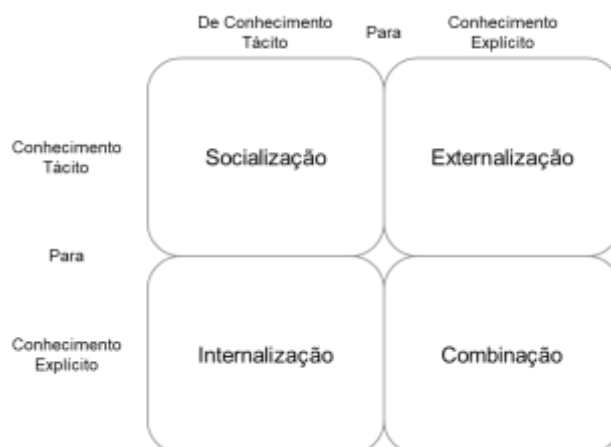 De Conhecimento
Tácito
Para
Conhecimento
Explícito
Conhecimento
Tácito
Socialização
Externalização
Para
Conhecimento
Explícito
Internalização
Combinação